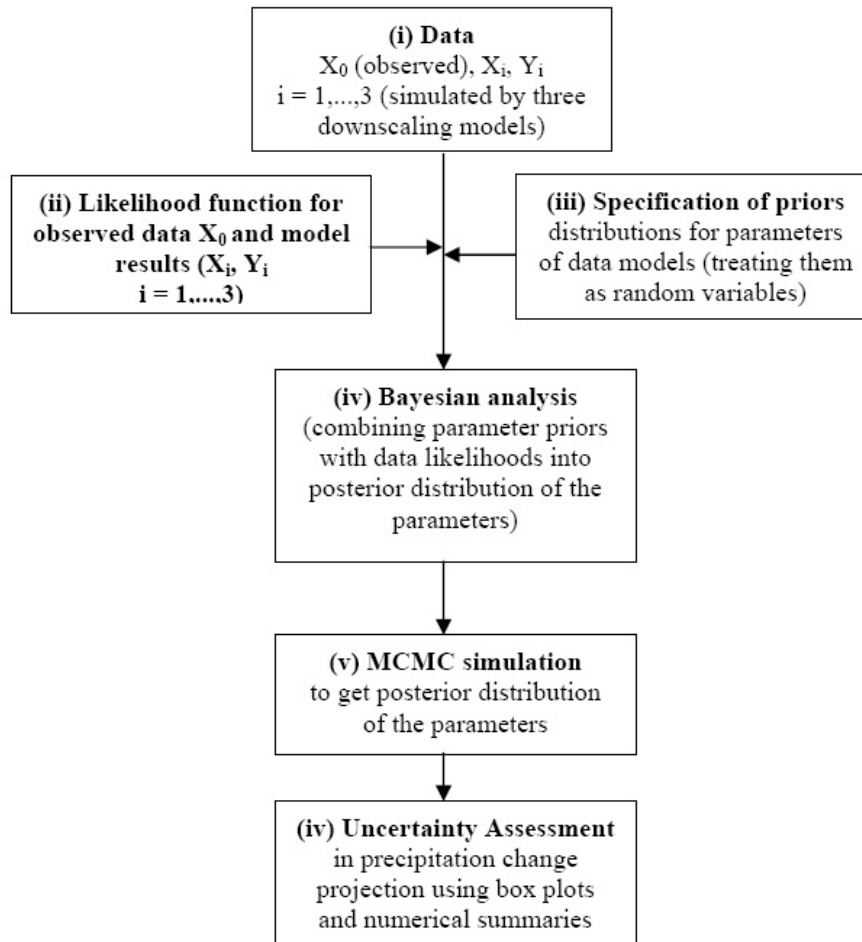 (i) Data
X₀ (observed), Xᵢ, Yᵢ
i = 1,...,3 (simulated by three
downscaling models)
(ii) Likelihood function for
observed data X₀ and model
results (Xᵢ, Yᵢ
i = 1,...,3)
(iii) Specification of priors
distributions for parameters
of data models (treating them
as random variables)
(iv) Bayesian analysis
(combining parameter priors
with data likelihoods into
posterior distribution of the
parameters)
(v) MCMC simulation
to get posterior distribution
of the parameters
(iv) Uncertainty Assessment
in precipitation change
projection using box plots
and numerical summaries